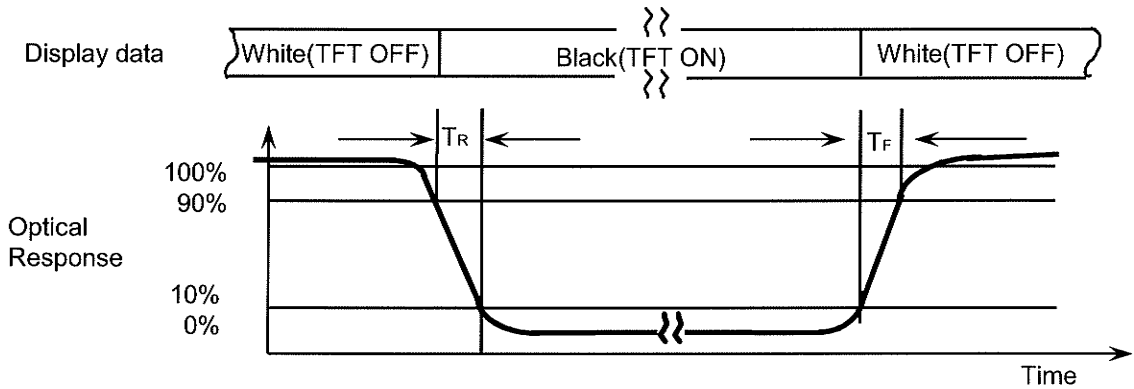 Display data
White(TFT OFF)
Black(TFT ON)
White(TFT OFF)
TR
TF
100%
90%
Optical
Response
10%
0%
Time